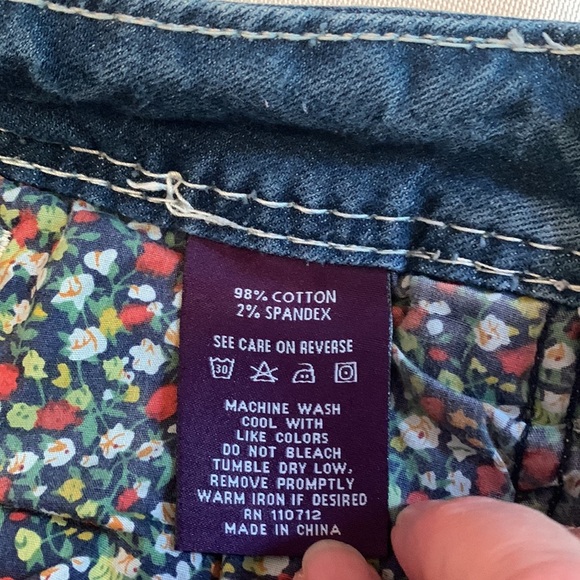 98% COTTON
2% SPANDEX
SEE CARE ON REVERSE
30
MACHINE WASH
COOL WITH
LIKE COLORS
DO NOT BLEACH
TUMBLE DRY LOW,
REMOVE PROMPTLY
WARM IRON IF DESIRED
RN 110712
MADE IN CHINA